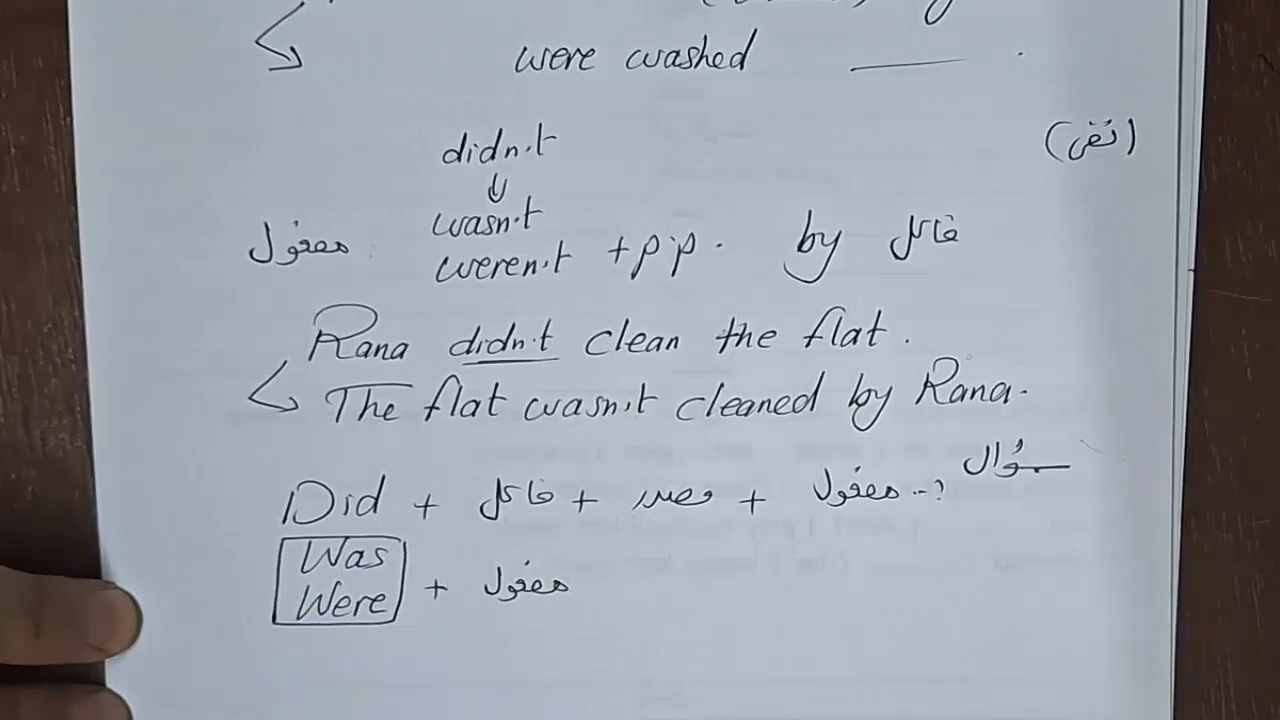 were washed
(نفي)
didn't
wasn't
مفعول weren't + p.p. by فاعل
Rana didn't clean the flat.
The flat wasn't cleaned by Rana.
سؤال
Did + فاعل + مصدر + مفعول ..?
Was
Were + مفعول